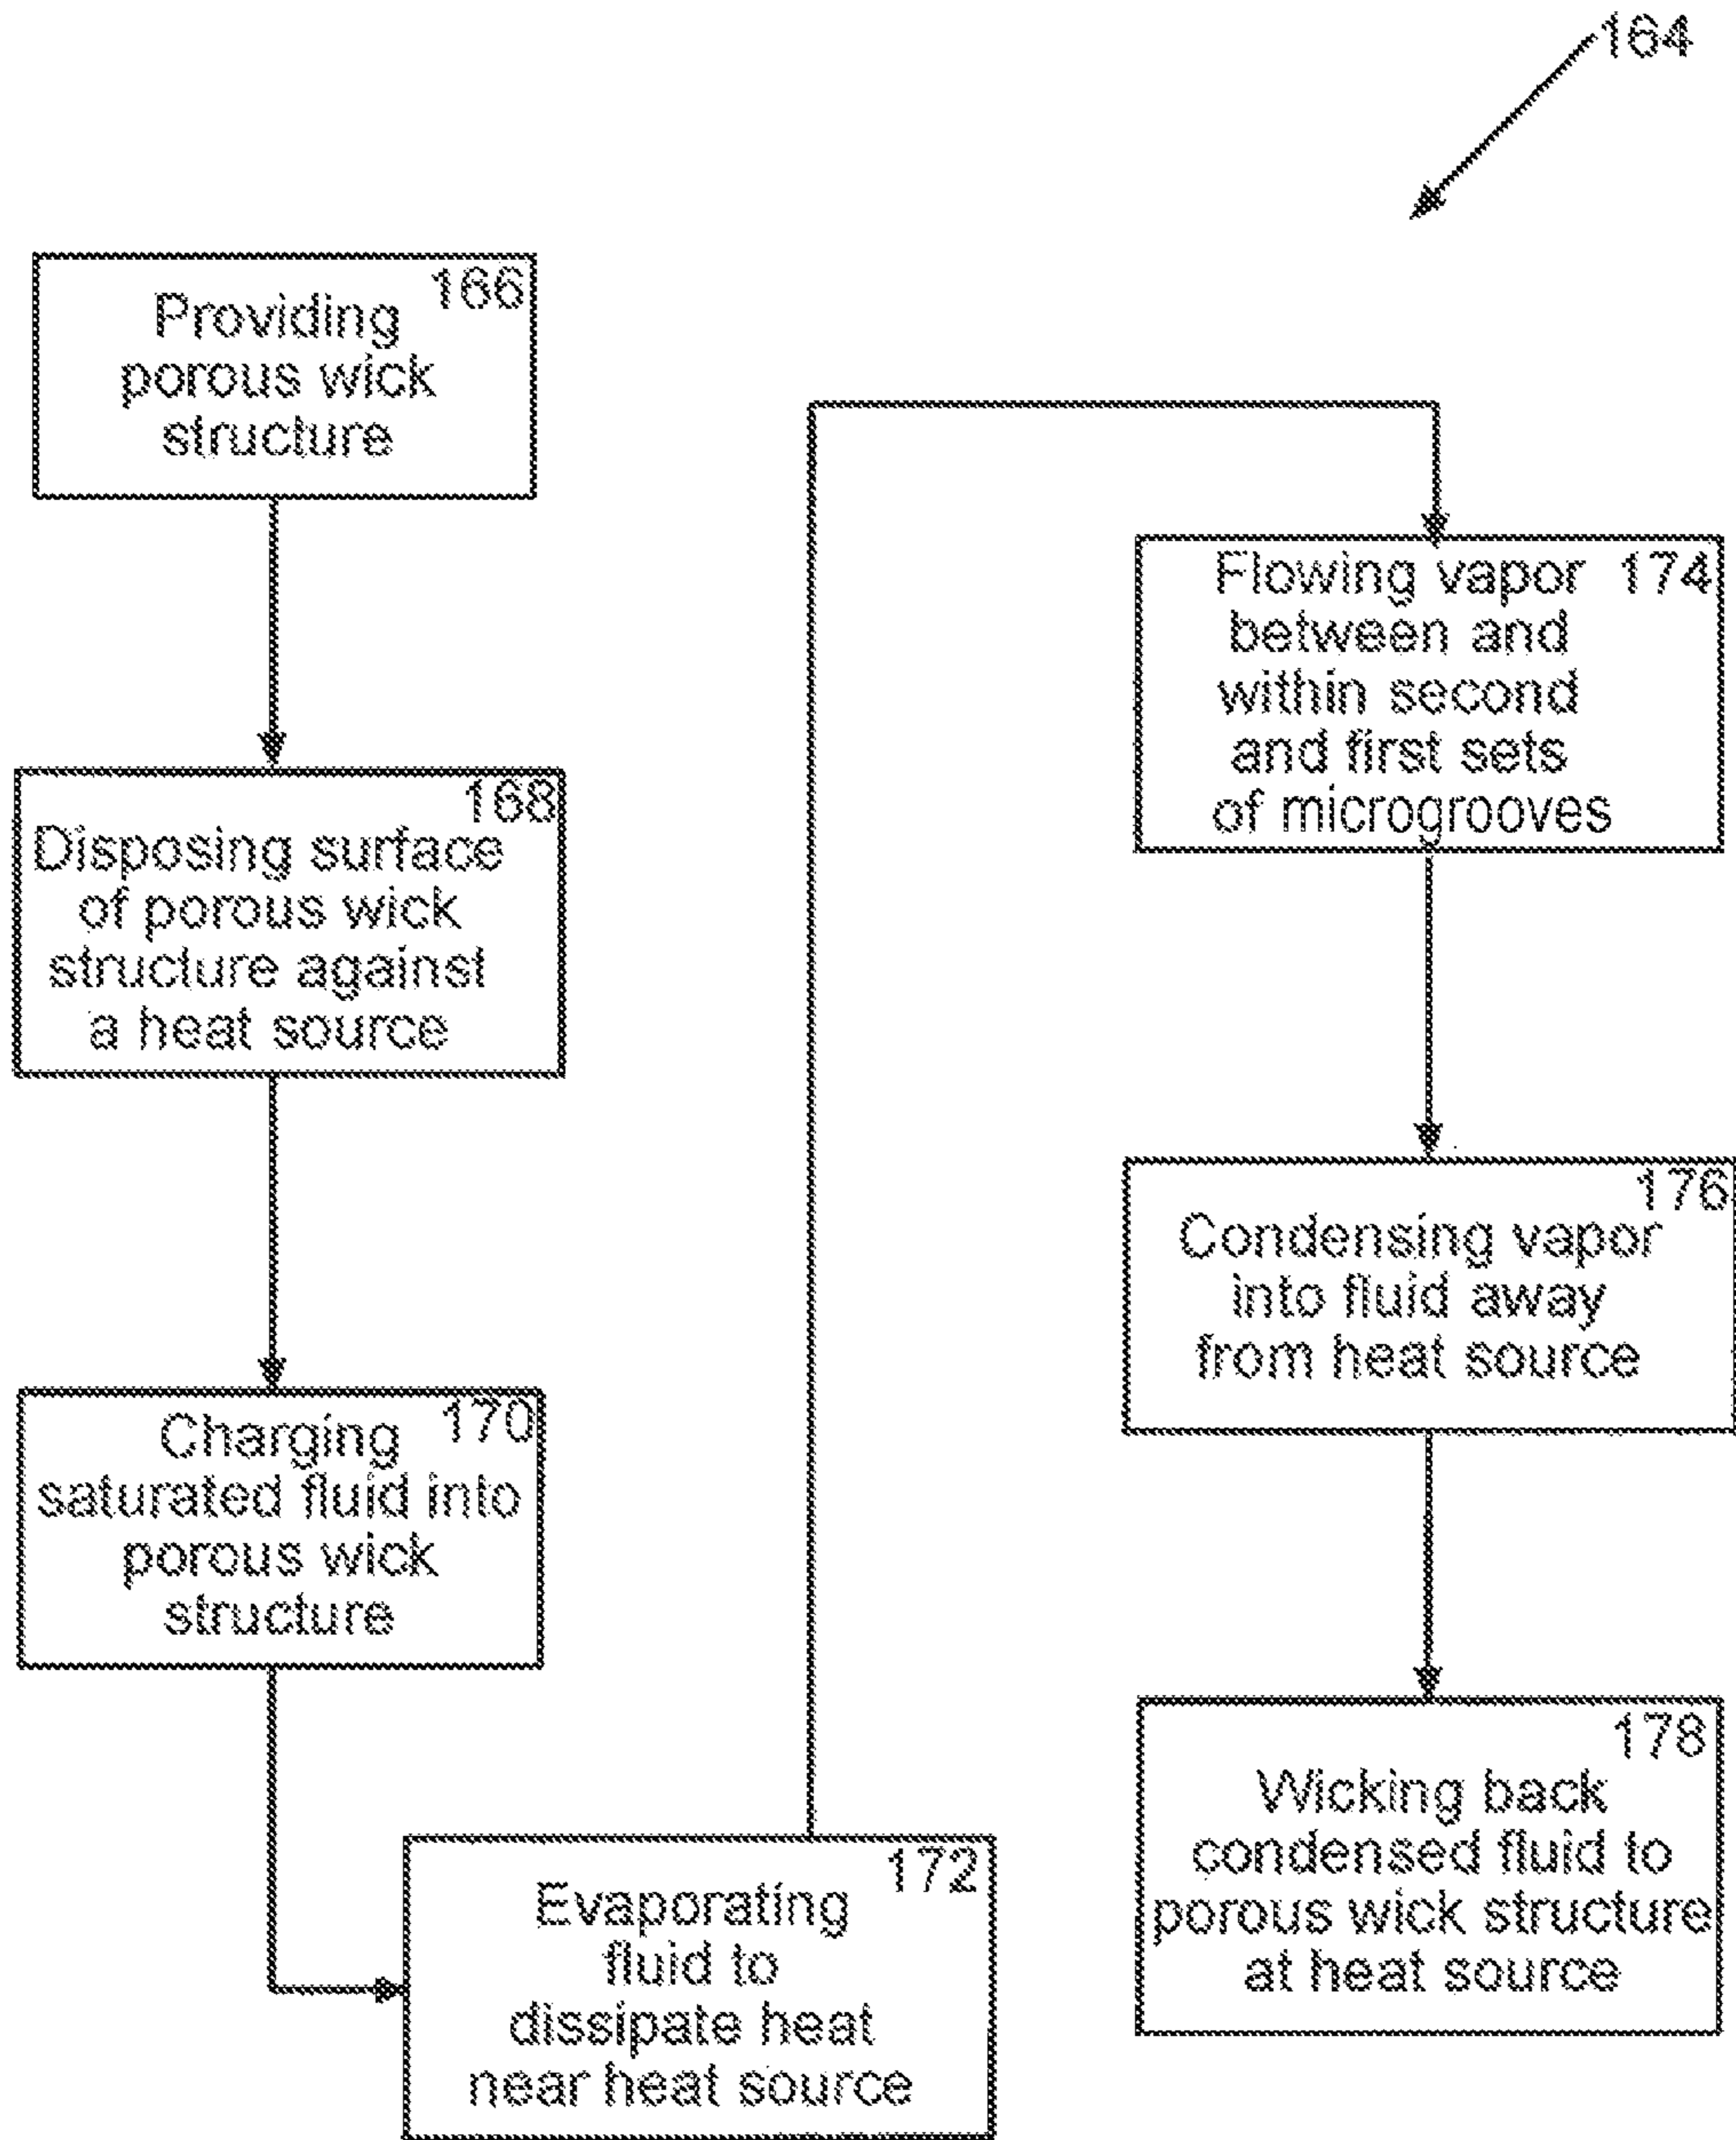 164
166
Providing
porous wick
structure
168
Disposing surface
of porous wick
structure against
a heat source
170
Charging
saturated fluid into
porous wick
structure
172
Evaporating
fluid to
dissipate heat
near heat source
Flowing vapor 174
between and
within second
and first sets
of microgrooves
176
Condensing vapor
into fluid away
from heat source
178
Wicking back
condensed fluid to
porous wick structure
at heat source